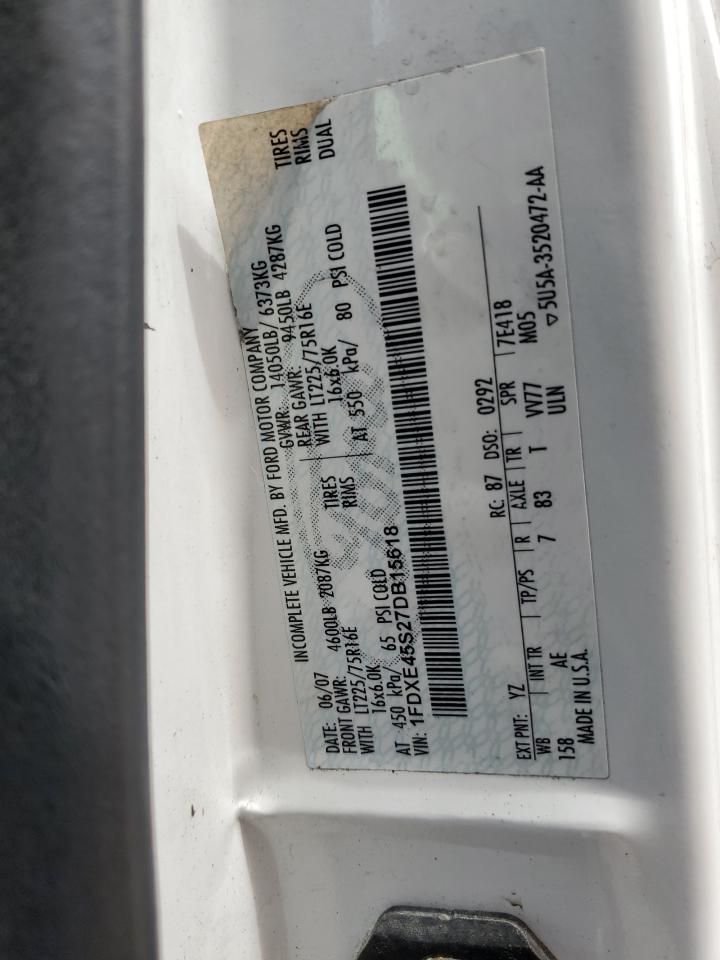 INCOMPLETE VEHICLE MFD. BY FORD MOTOR COMPANY
DATE: 06/07 GVWR: 14050LB/ 6373KG
FRONT GAWR: 4600LB 2087KG REAR GAWR: 9450LB 4287KG
WITH LT225/75R16E TIRES WITH LT225/75R16E TIRES
16x6.0K RIMS 16x6.0K RIMS
AT 450 kPa/ 65 PSI COLD AT 550 kPa/ 80 PSI COLD DUAL
VIN: 1FDXE45S27DB15618
EXT PNT: YZ RC: 87 DSO: 0292
WB INT TR TP/PS R AXLE TR SPR 7E418
158 AE 7 83 T VV77 M05
MADE IN U.S.A. ULN
5U5A-3520472-AA